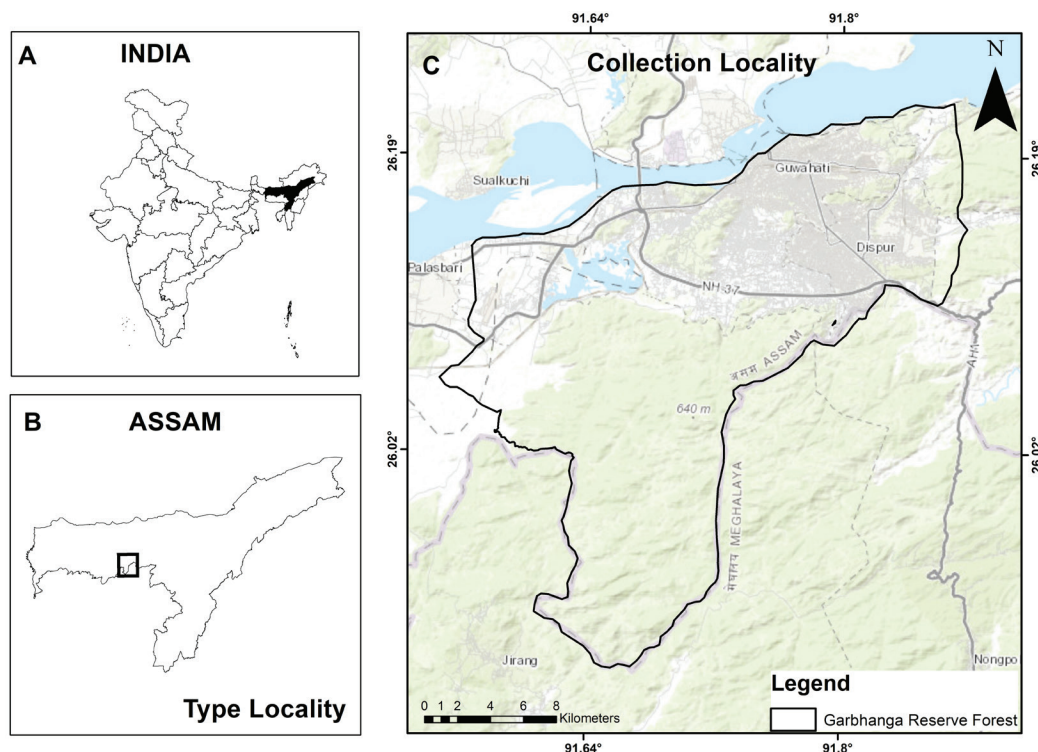 A
INDIA
B
ASSAM
Type Locality
91.64°
91.8°
C
Collection Locality
N
26.19°
26.19°
Sualkuchi
Guwahati
Dispur
Palasbari
NH 37
ASSAM
AH1
640 m
26.02°
26.02°
MEGHALAYA
Jirang
Nongpo
0 1 2 4 6 8
Kilometers
Legend
Garbhanga Reserve Forest
91.64°
91.8°